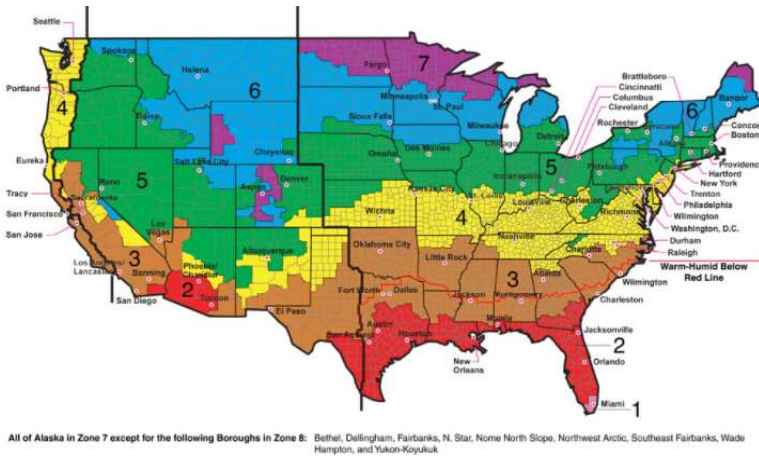 Seattle
Spokane
Helena
6
Fargo
7
Brattleboro
Cincinnatti
Columbus
Cleveland
Portland
4
Minneapolis
St. Paul
6
Bangor
Sioux Falls
Milwaukee
Rochester
Concord
Boston
Boise
Detroit
Albany
Eureka
Salt Lake City
Cheyenne
Chicago
Omaha
Des Moines
5
Pittsburgh
Providence
Hartford
New York
Reno
5
Denver
Indianapolis
Trenton
Philadelphia
Tracy
Sacramento
Aspen
Kansas City
St. Louis
Louisville
Charleston
Richmond
Wilmington
Washington, D.C.
San Francisco
San Jose
Las Vegas
Wichita
4
Nashville
Durham
Raleigh
3
Albuquerque
Oklahoma City
Charlotte
Los Angeles/
Lancaster
Banning
Phoenix/
Chandler
Little Rock
3
Atlanta
Warm-Humid Below
Red Line
2
Tucson
Fort Worth
Dallas
Jackson
Montgomery
Wilmington
San Diego
El Paso
Charleston
Austin
San Antonio
Houston
Mobile
Jacksonville
New
Orleans
2
Orlando
Miami
1
All of Alaska in Zone 7 except for the following Boroughs in Zone 8: Bethel, Dellingham, Fairbanks, N. Star, Nome North Slope, Northwest Arctic, Southeast Fairbanks, Wade
Hampton, and Yukon-Koyukuk